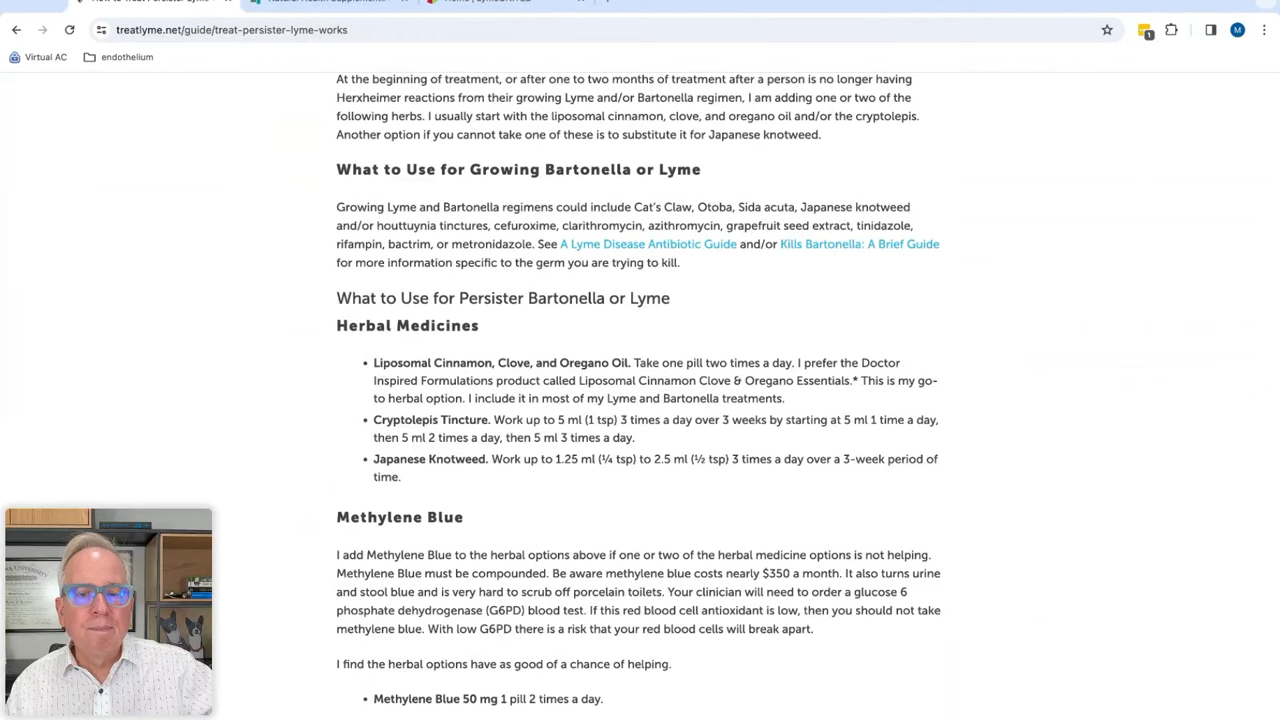 treatlyme.net/guide/treat-persister-lyme-works
1
M
Virtual AC
endothelium
At the beginning of treatment, or after one to two months of treatment after a person is no longer having
Herxheimer reactions from their growing Lyme and/or Bartonella regimen, I am adding one or two of the
following herbs. I usually start with the liposomal cinnamon, clove, and oregano oil and/or the cryptolepis.
Another option if you cannot take one of these is to substitute it for Japanese knotweed.
What to Use for Growing Bartonella or Lyme
Growing Lyme and Bartonella regimens could include Cat's Claw, Otoba, Sida acuta, Japanese knotweed
and/or houttuynia tinctures, cefuroxime, clarithromycin, azithromycin, grapefruit seed extract, tinidazole,
rifampin, bactrim, or metronidazole. See A Lyme Disease Antibiotic Guide and/or Kills Bartonella: A Brief Guide
for more information specific to the germ you are trying to kill.
What to Use for Persister Bartonella or Lyme
Herbal Medicines
• Liposomal Cinnamon, Clove, and Oregano Oil. Take one pill two times a day. I prefer the Doctor
Inspired Formulations product called Liposomal Cinnamon Clove & Oregano Essentials.* This is my go-
to herbal option. I include it in most of my Lyme and Bartonella treatments.
• Cryptolepis Tincture. Work up to 5 ml (1 tsp) 3 times a day over 3 weeks by starting at 5 ml 1 time a day,
then 5 ml 2 times a day, then 5 ml 3 times a day.
• Japanese Knotweed. Work up to 1.25 ml (¼ tsp) to 2.5 ml (½ tsp) 3 times a day over a 3-week period of
time.
Methylene Blue
I add Methylene Blue to the herbal options above if one or two of the herbal medicine options is not helping.
Methylene Blue must be compounded. Be aware methylene blue costs nearly $350 a month. It also turns urine
and stool blue and is very hard to scrub off porcelain toilets. Your clinician will need to order a glucose 6
phosphate dehydrogenase (G6PD) blood test. If this red blood cell antioxidant is low, then you should not take
methylene blue. With low G6PD there is a risk that your red blood cells will break apart.
I find the herbal options have as good of a chance of helping.
• Methylene Blue 50 mg 1 pill 2 times a day.